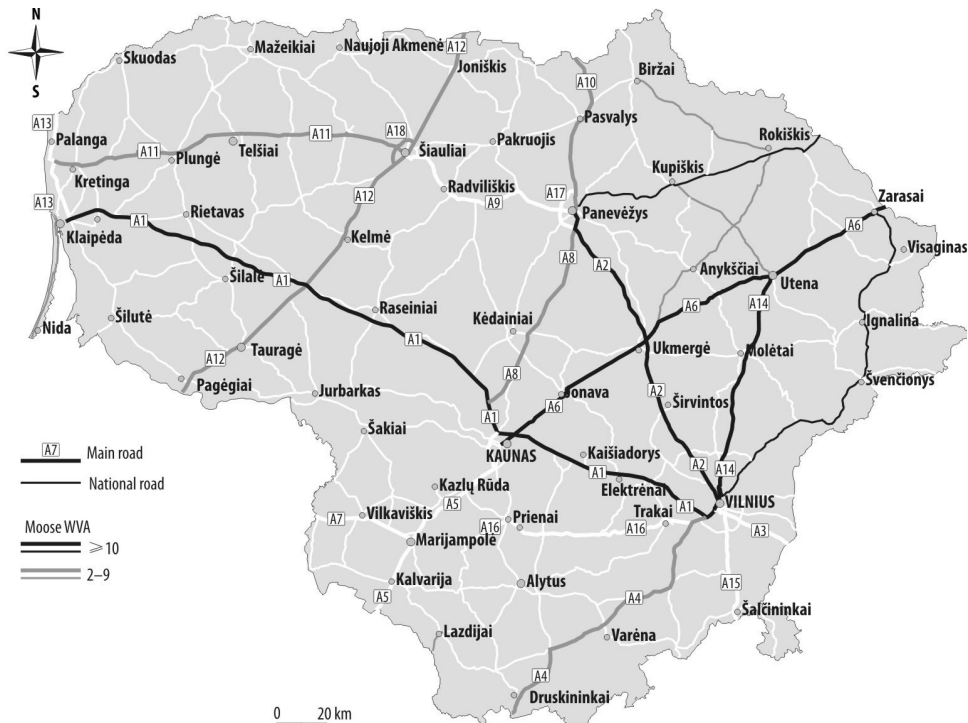 N
S
A12
Skuodas
Mažeikiai
Naujoji Akmenė
Joniškis
A10
Biržai
A13
Palanga
A11
A11
Plungė
Telšiai
A18
Šiauliai
Pakruojis
Pasvalys
Rokiškis
Kretinga
A12
Radviliškis
A9
A17
Kupiškis
Panevėžys
Zarasai
A13
Klaipėda
A1
Rietavas
Kelmė
A8
A2
Anykščiai
A6
Visaginas
Šilalė
A1
Utena
A6
A14
Nida
Šilutė
Raseiniai
A1
Kėdainiai
Ukmergė
Molėtai
Ignalina
A12
Tauragė
Pagėgiai
A8
Jurbarkas
Jonava
A6
A2
Širvintos
Švenčionys
A1
Šakiai
KAUNAS
Kaišiadorys
A1
Elektrėnai
A2
A14
A7 Main road
National road
Kazlų Rūda
A5
A1
VILNIUS
A7
Vilkaviškis
A16
Prienai
Trakai
A16
A3
Moose WVA
⩾10
2–9
Marijampolė
Kalvarija
A5
Alytus
A4
A15
Šalčininkai
Lazdijai
Varėna
A4
Druskininkai
0 20 km